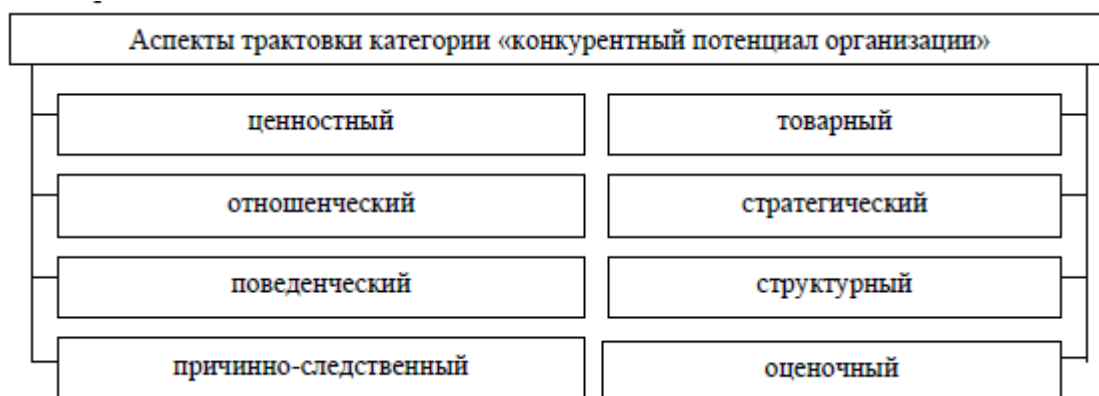 Аспекты трактовки категории «конкурентный потенциал организации»
ценностный
товарный
отношенческий
стратегический
поведенческий
структурный
причинно-следственный
оценочный